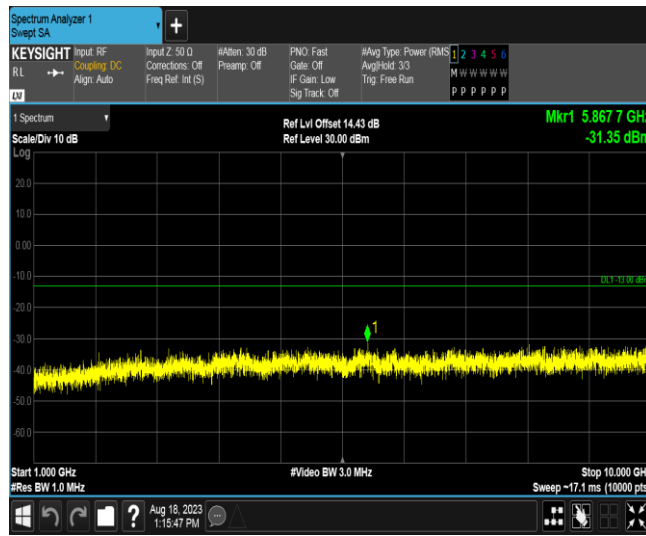 Spectrum Analyzer 1
Swept SA
KEYSIGHT
RL
LXI
Input: RF
Coupling: DC
Align: Auto
Input Z: 50 Ω
Corrections: Off
Freq Ref: Int (S)
#Atten: 30 dB
Preamp: Off
PNO: Fast
Gate: Off
IF Gain: Low
Sig Track: Off
#Avg Type: Power (RMS
Avg|Hold: 3/3
Trig: Free Run
1 2 3 4 5 6
M W W W W W
P P P P P P
1 Spectrum
Scale/Div 10 dB
Log
Ref Lvl Offset 14.43 dB
Ref Level 30.00 dBm
Mkr1 5.867 7 GHz
-31.35 dBm
20.0
10.0
0.00
-10.0
DL1 -13.00 dBm
-20.0
-30.0
1
-40.0
-50.0
-60.0
Start 1.000 GHz
#Res BW 1.0 MHz
#Video BW 3.0 MHz
Stop 10.000 GH
Sweep ~17.1 ms (10000 pts
?
Aug 18, 2023
1:15:47 PM